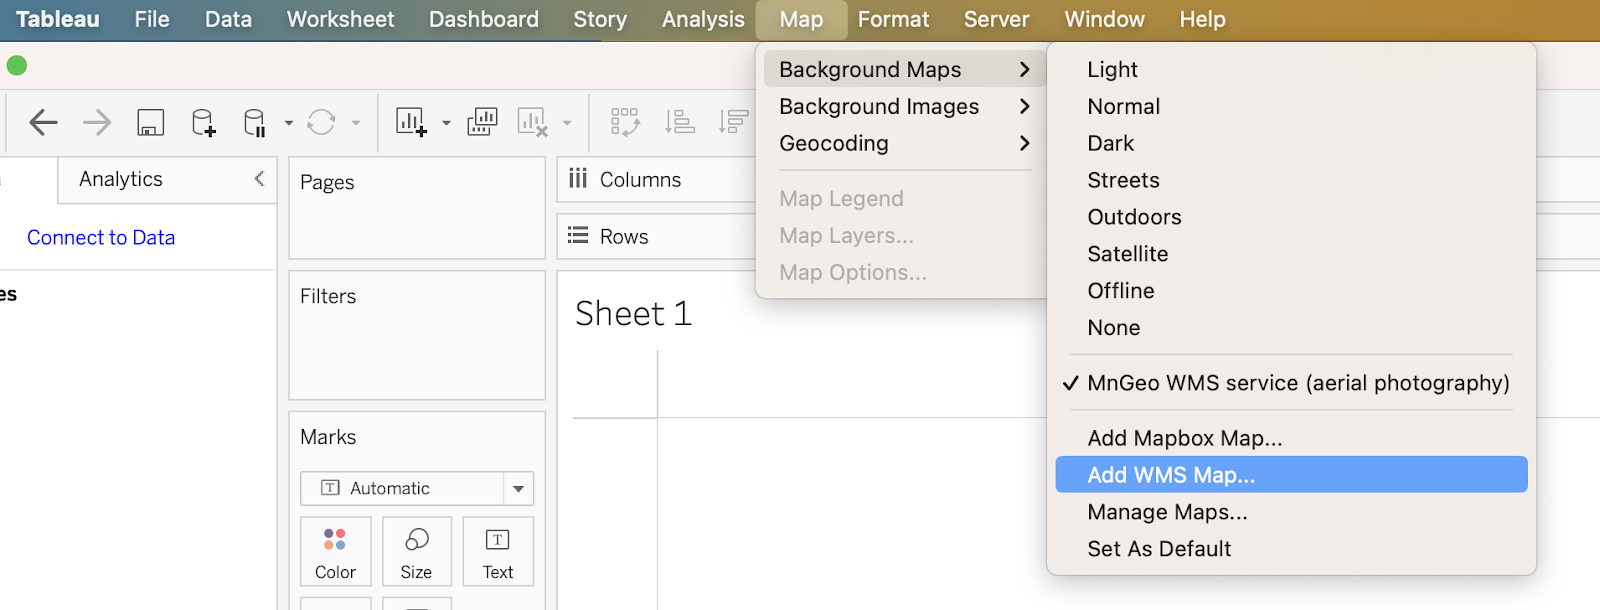 Tableau File Data Worksheet Dashboard Story Analysis Map Format Server Window Help
Background Maps
Background Images
Geocoding
Map Legend
Map Layers...
Map Options...
Light
Normal
Dark
Streets
Outdoors
Satellite
Offline
None
✓ MnGeo WMS service (aerial photography)
Add Mapbox Map...
Add WMS Map...
Manage Maps...
Set As Default
Analytics
Connect to Data
es
Pages
Filters
Marks
T Automatic
Color Size Text
Columns
Rows
Sheet 1